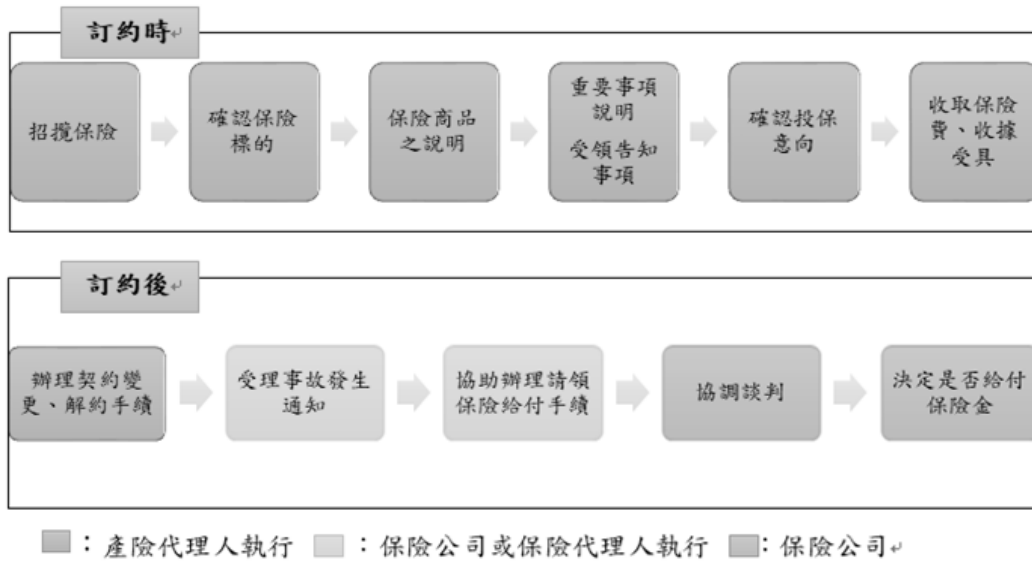 訂約時
招攬保險
確認保險
標的
保險商品
之說明
重要事項
說明
受領告知
事項
確認投保
意向
收取保險
費、收據
受具
訂約後
辦理契約變
更、解約手續
受理事故發生
通知
協助辦理請領
保險給付手續
協調談判
決定是否給付
保險金
：產險代理人執行
：保險公司或保險代理人執行
：保險公司